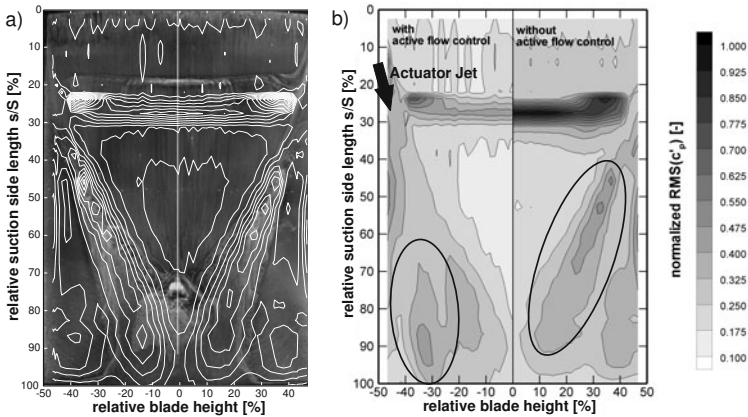 a)
relative suction side length s/S [%]
0
10
20
30
40
50
60
70
80
90
100
-50 -40 -30 -20 -10 0 10 20 30 40 50
relative blade height [%]
b)
relative suction side length s/S [%]
0
10
20
30
40
50
60
70
80
90
100
with
active flow control
without
active flow control
Actuator Jet
-50 -40 -30 -20 -10 0 10 20 30 40 50
relative blade height [%]
normalized RMS(c'p) [-]
1.000
0.925
0.850
0.775
0.700
0.625
0.550
0.475
0.400
0.325
0.250
0.175
0.100